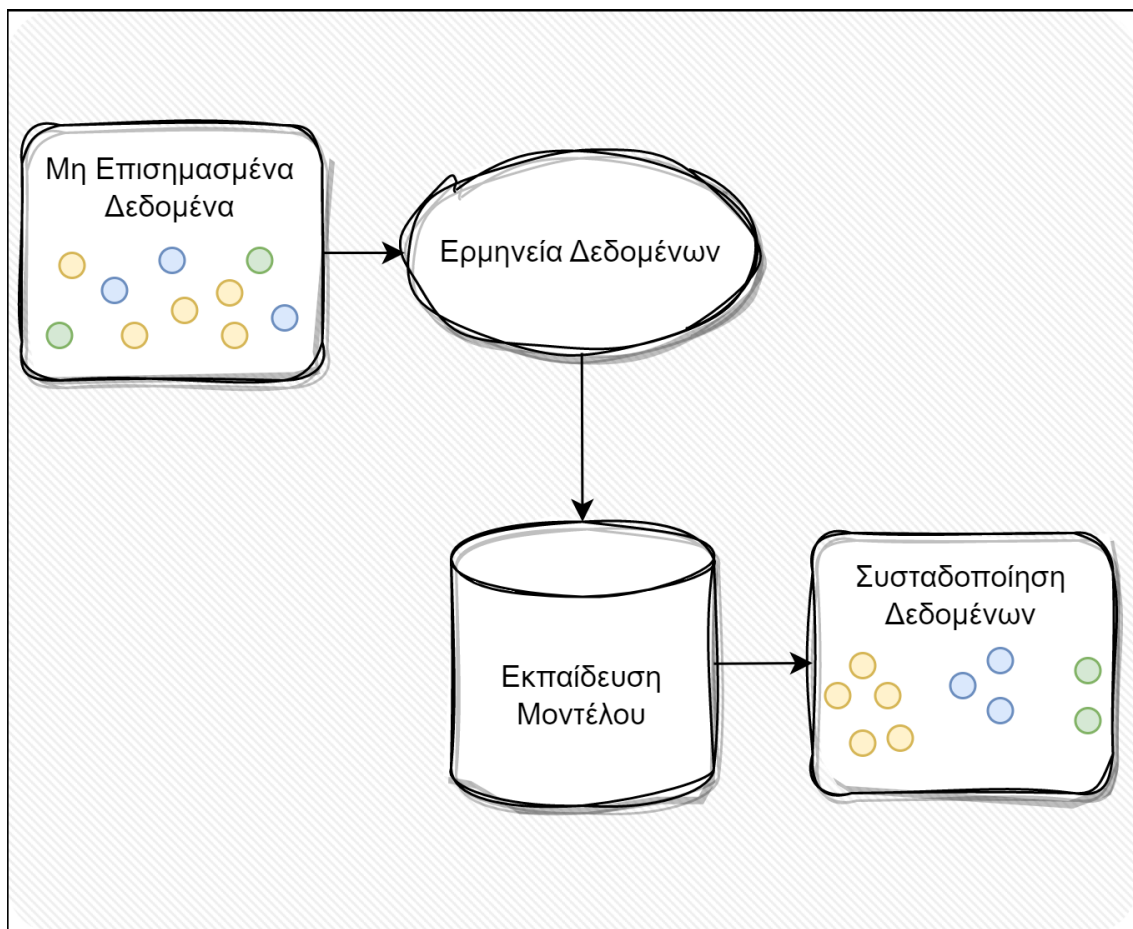 Μη Επισημασμένα
Δεδομένα
Ερμηνεία Δεδομένων
Εκπαίδευση
Μοντέλου
Συσταδοποίηση
Δεδομένων